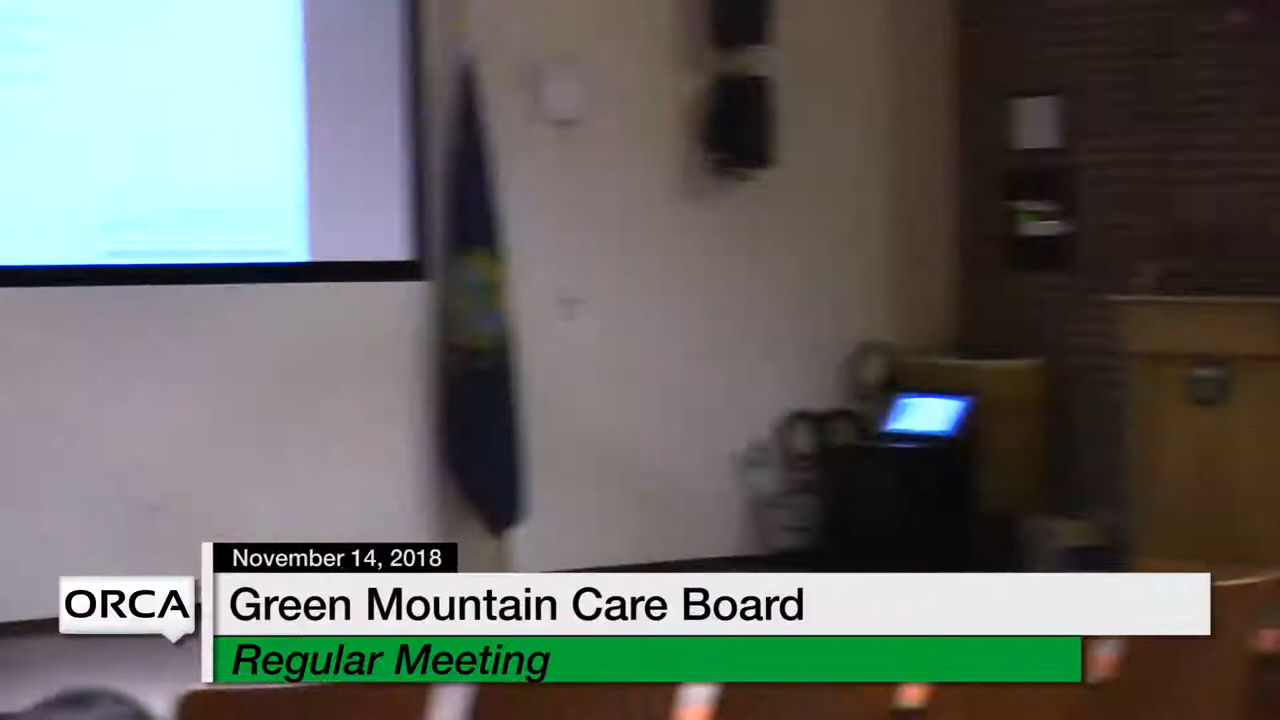 November 14, 2018
ORCA
Green Mountain Care Board
Regular Meeting